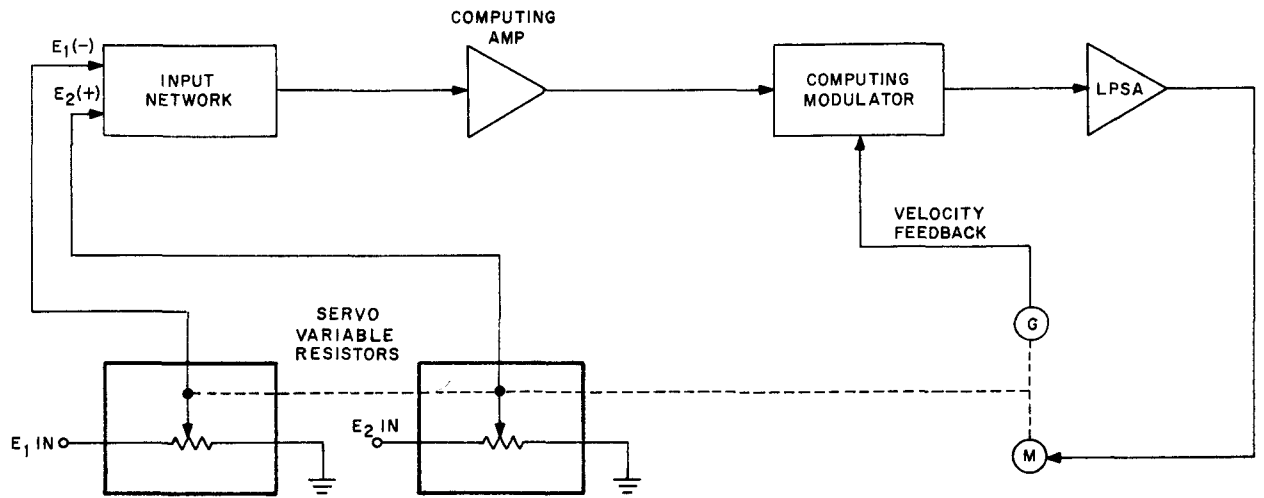 COMPUTING
AMP
E1(-)
E2(+)
INPUT
NETWORK
COMPUTING
MODULATOR
LPSA
VELOCITY
FEEDBACK
G
SERVO
VARIABLE
RESISTORS
E1 IN
E2 IN
M